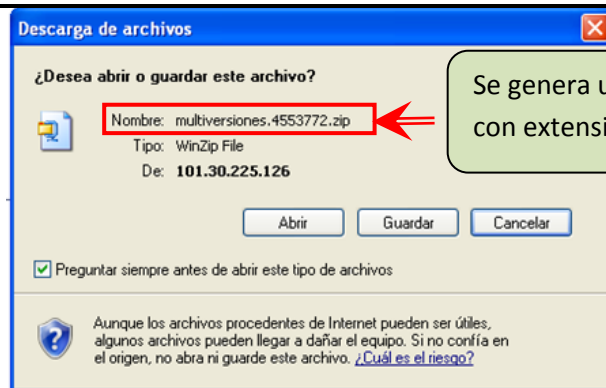 Descarga de archivos
¿Desea abrir o guardar este archivo?
Nombre: multiversiones.4553772.zip
Tipo: WinZip File
De: 101.30.225.126
Se genera
con
Abrir Guardar Cancelar
Preguntar siempre antes de abrir este tipo de archivos
Aunque los archivos procedentes de Internet pueden ser útiles,
algunos archivos pueden llegar a dañar el equipo. Si no confía en
el origen, no abra ni guarde este archivo. ¿Cuál es el riesgo?